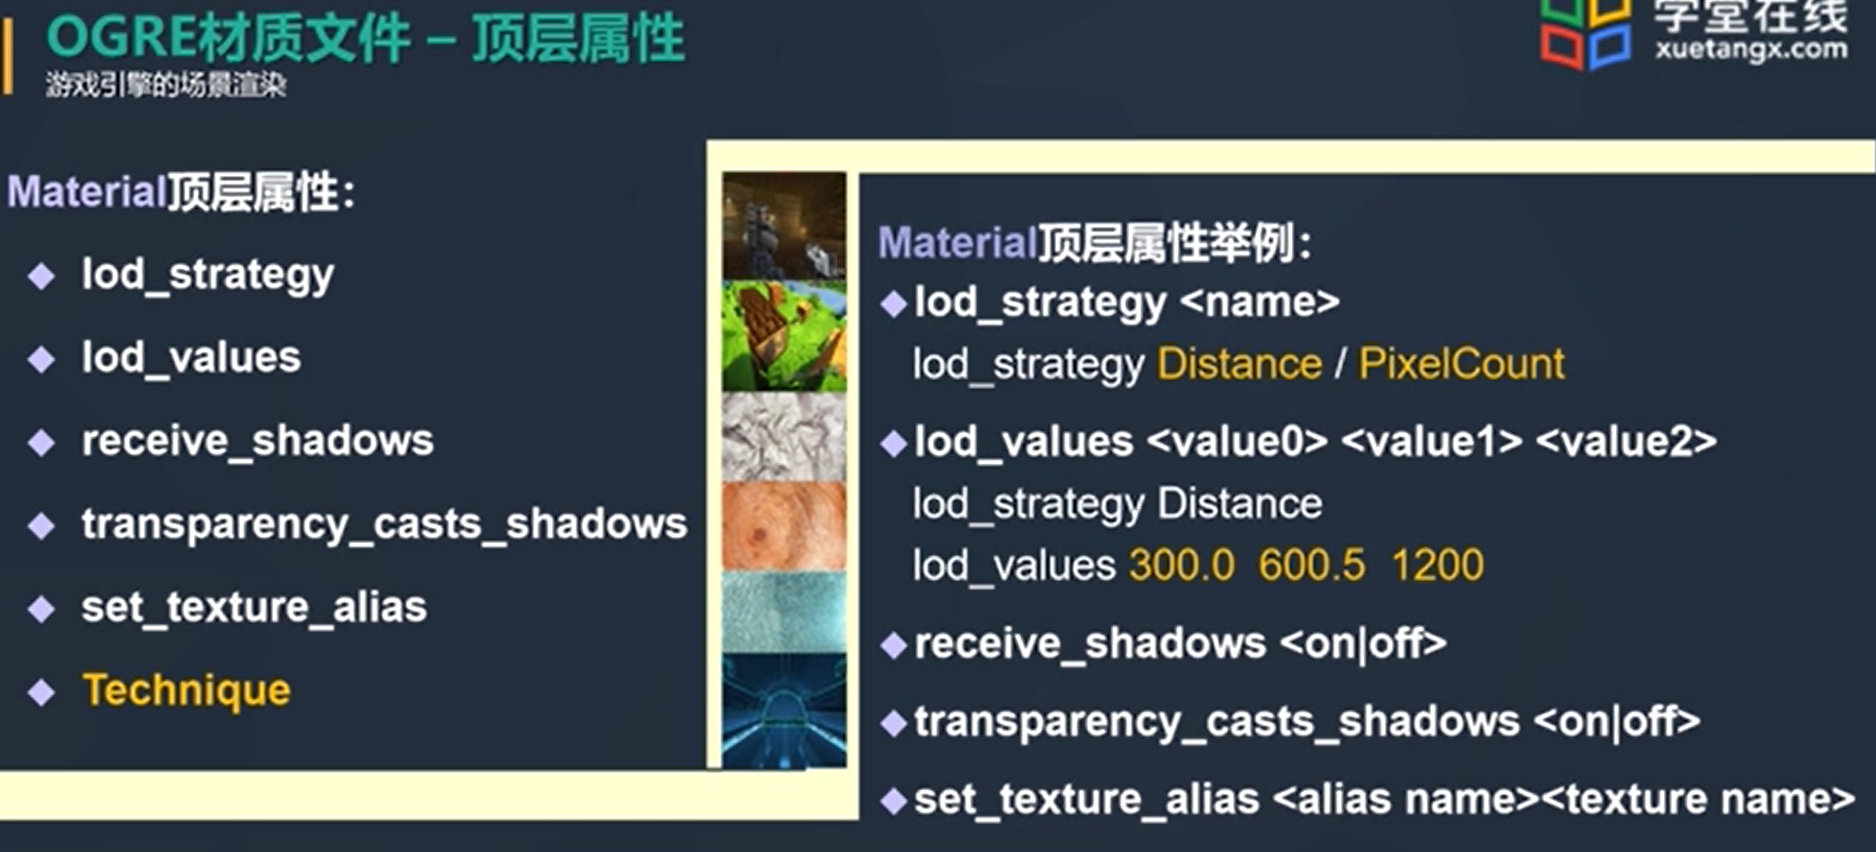 OGRE材质文件 – 顶层属性
游戏引擎的场景渲染
学堂在线
xuetangx.com
Material顶层属性：
lod_strategy
lod_values
receive_shadows
transparency_casts_shadows
set_texture_alias
Technique
Material顶层属性举例：
lod_strategy <name>
lod_strategy Distance / PixelCount
lod_values <value0> <value1> <value2>
lod_strategy Distance
lod_values 300.0 600.5 1200
receive_shadows <on|off>
transparency_casts_shadows <on|off>
set_texture_alias <alias name><texture name>